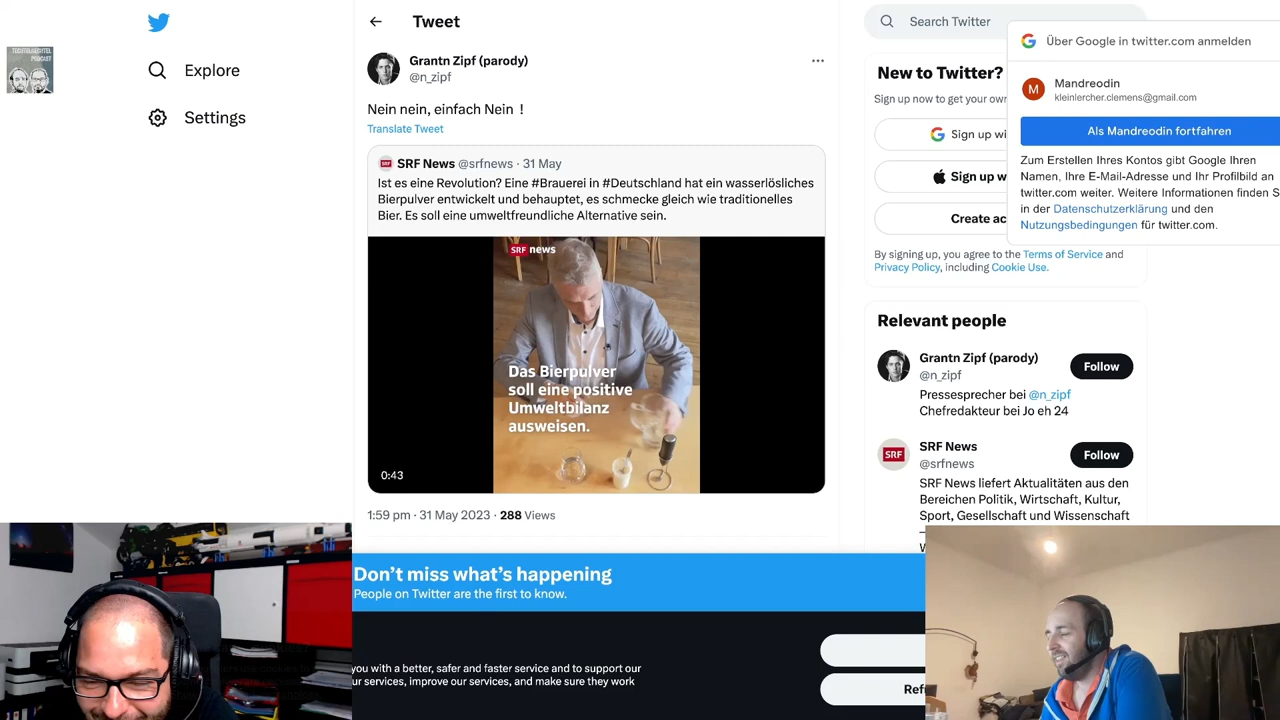 Explore
Settings
Tweet
Grantn Zipf (parody)
@n_zipf
Nein nein, einfach Nein !
Translate Tweet
SRF News @srfnews · 31 May
Ist es eine Revolution? Eine #Brauerei in #Deutschland hat ein wasserlösliches
Bierpulver entwickelt und behauptet, es schmecke gleich wie traditionelles
Bier. Es soll eine umweltfreundliche Alternative sein.
SRF news
Das Bierpulver
soll eine positive
Umweltbilanz
ausweisen.
0:43
1:59 pm · 31 May 2023 · 288 Views
Don't miss what's happening
People on Twitter are the first to know.
you with a better, safer and faster service and to support our
ur services, improve our services, and make sure they work
Search Twitter
New to Twitter?
Sign up now to get your own
Sign up wi
Sign up w
Create ac
By signing up, you agree to the Terms of Service and
Privacy Policy, including Cookie Use.
Über Google in twitter.com anmelden
M
Mandreodin
kleinlercher.clemens@gmail.com
Als Mandreodin fortfahren
Zum Erstellen Ihres Kontos gibt Google Ihren
Namen, Ihre E-Mail-Adresse und Ihr Profilbild an
twitter.com weiter. Weitere Informationen finden S
in der Datenschutzerklärung und den
Nutzungsbedingungen für twitter.com.
Relevant people
Grantn Zipf (parody)
@n_zipf
Follow
Pressesprecher bei @n_zipf
Chefredakteur bei Jo eh 24
SRF
SRF News
@srfnews
Follow
SRF News liefert Aktualitäten aus den
Bereichen Politik, Wirtschaft, Kultur,
Sport, Gesellschaft und Wissenschaft
Ref